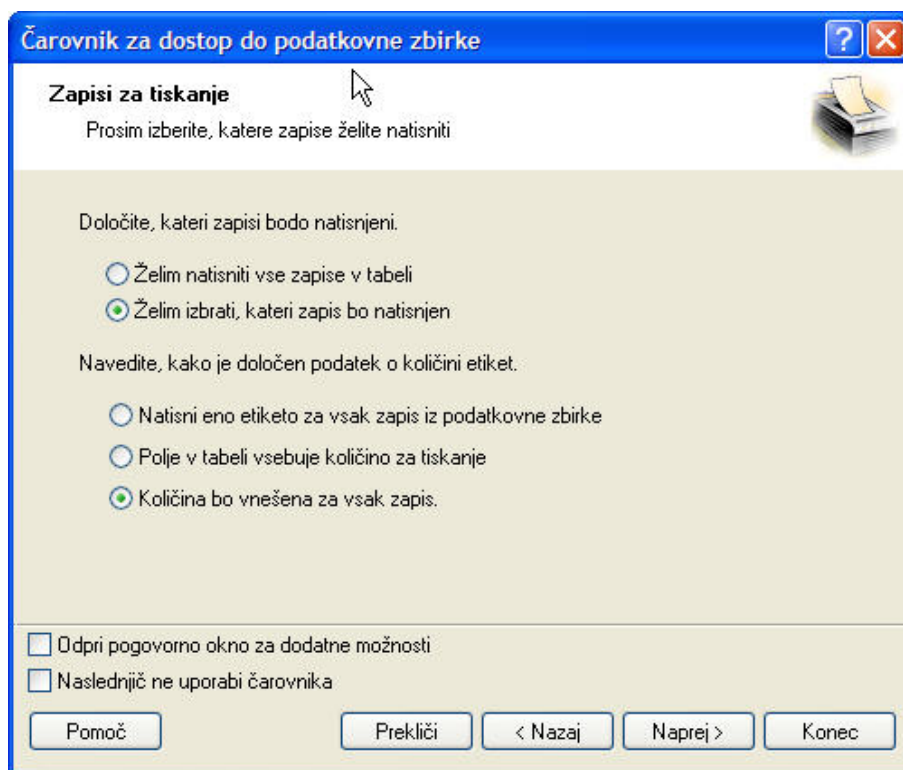 Čarovnik za dostop do podatkovne zbirke
Zapisi za tiskanje
Prosim izberite, katere zapise želite natisniti
Določite, kateri zapisi bodo natisnjeni.
Želim natisniti vse zapise v tabeli
Želim izbrati, kateri zapis bo natisnjen
Navedite, kako je določen podatek o količini etiket.
Natisni eno etiketo za vsak zapis iz podatkovne zbirke
Polje v tabeli vsebuje količino za tiskanje
Količina bo vnešena za vsak zapis.
Odpri pogovorno okno za dodatne možnosti
Naslednjič ne uporabi čarovnika
Pomoč Prekliči < Nazaj Naprej > Konec